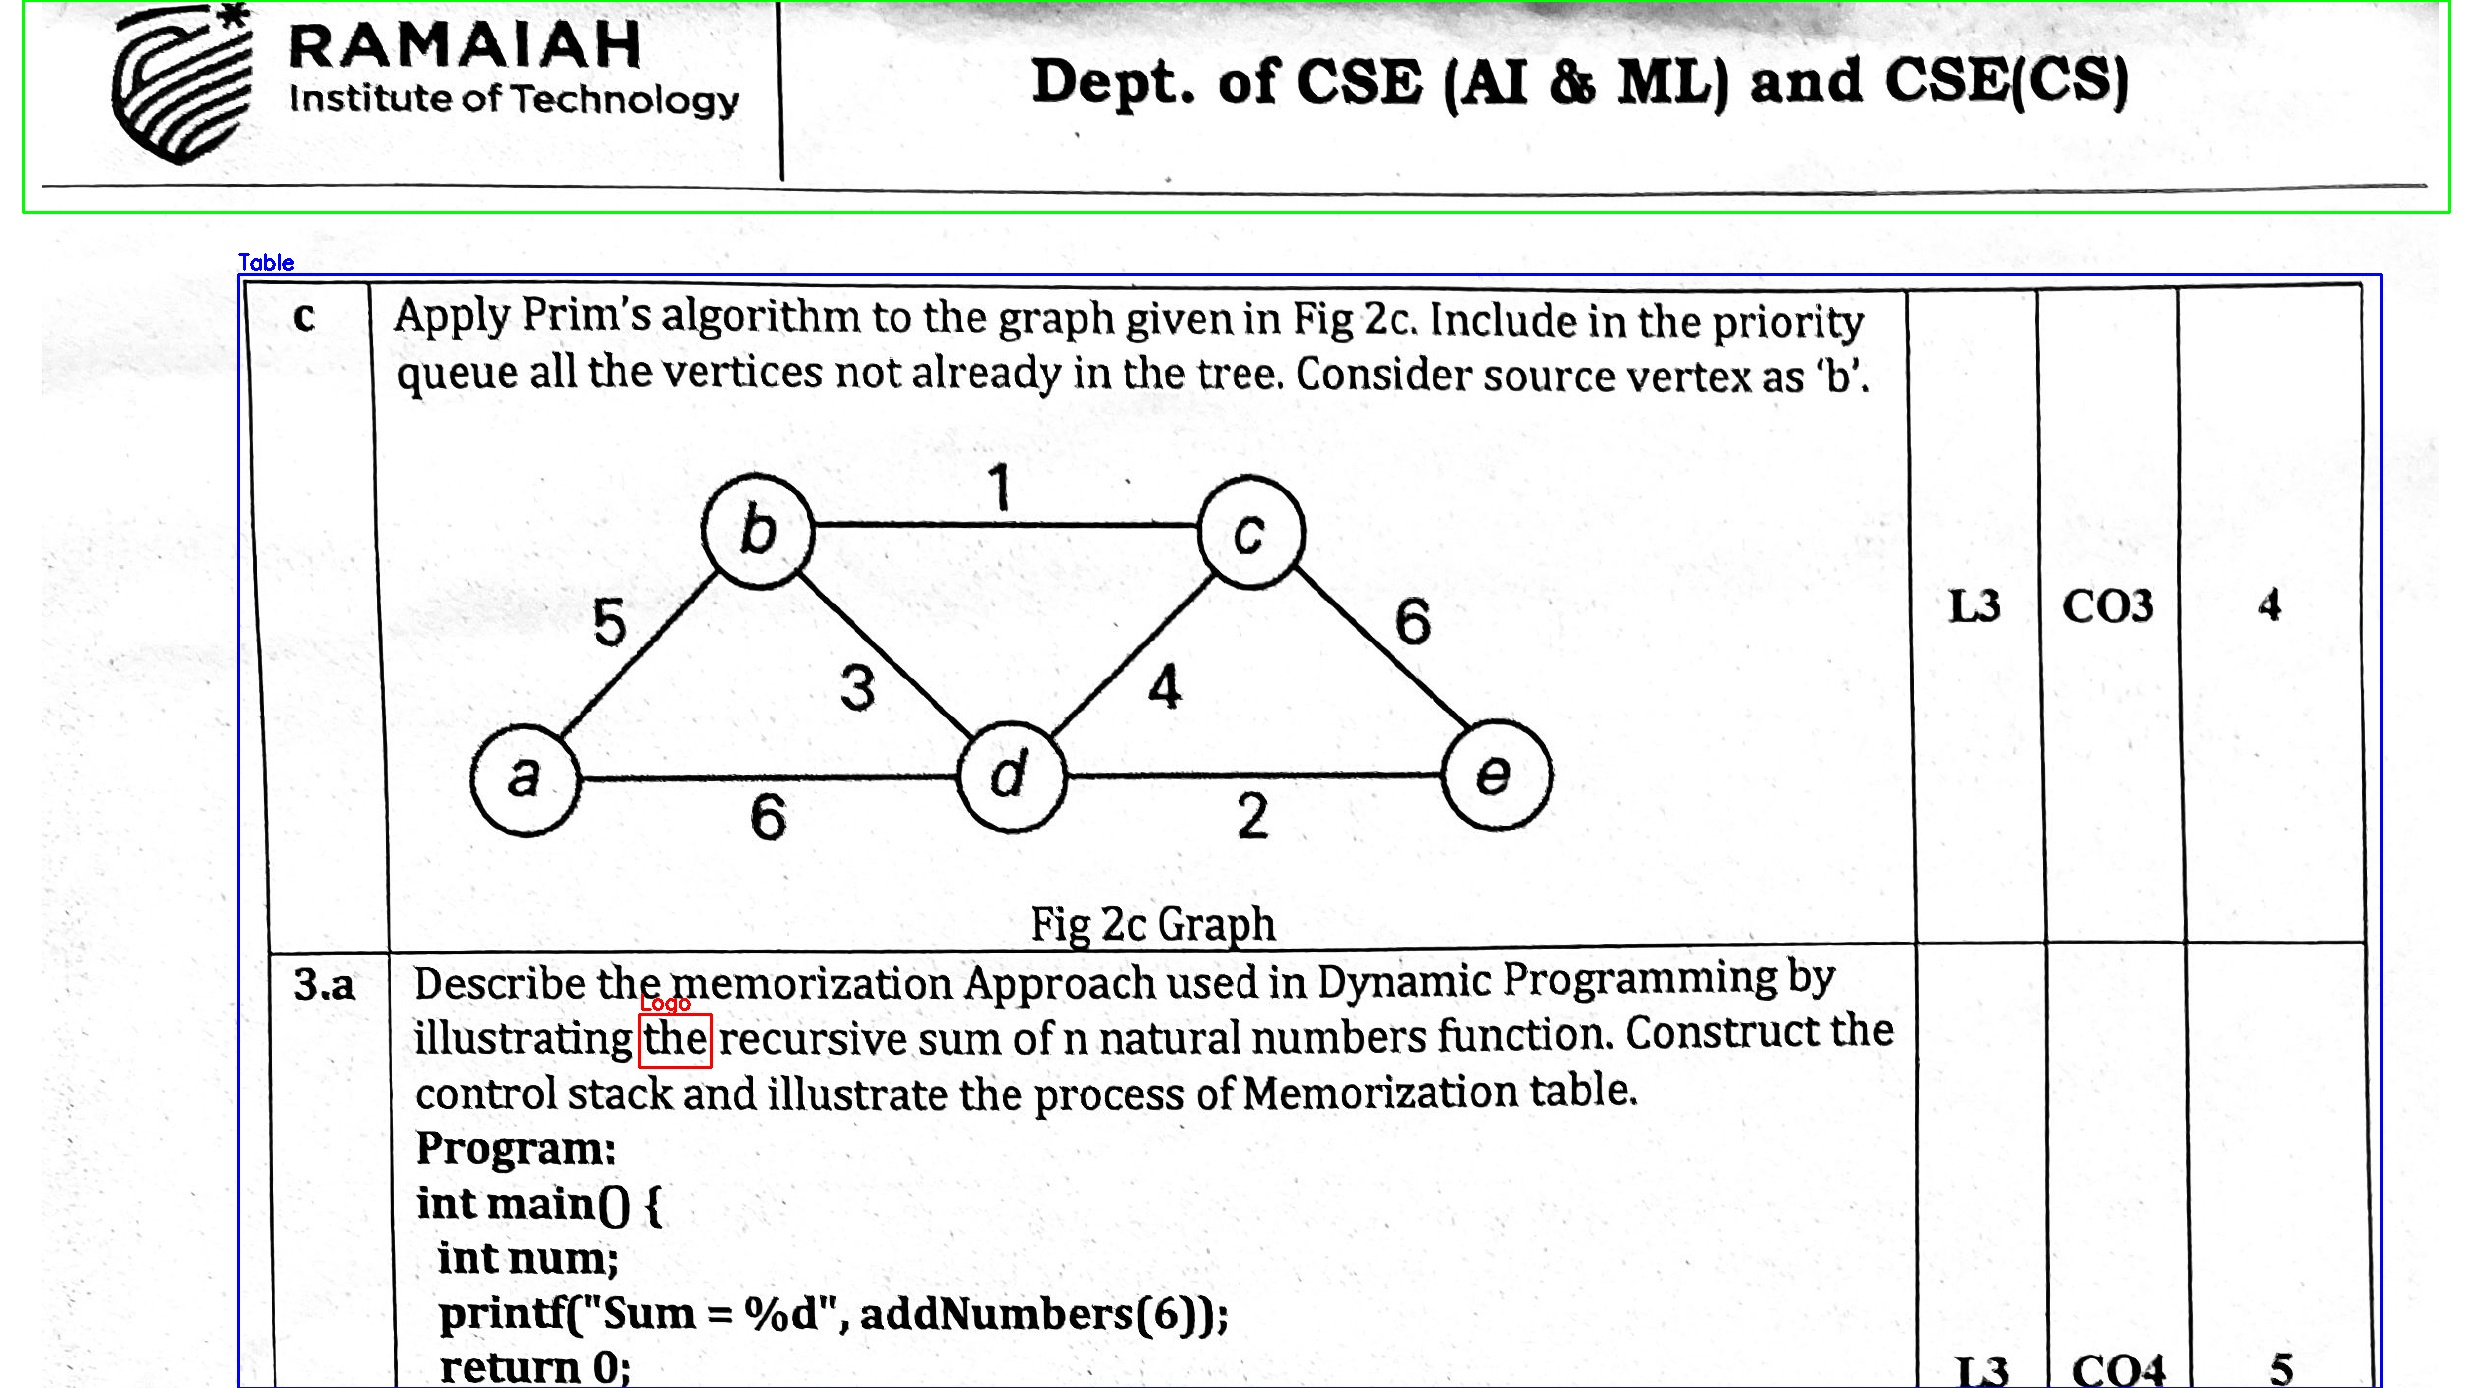 RAMAIAH
Institute of Technology
Dept. of CSE (AI & ML) and CSE(CS)
Table
c
Apply Prim's algorithm to the graph given in Fig 2c. Include in the priority
queue all the vertices not already in the tree. Consider source vertex as 'b'.
1
b
c
5
6
L3
CO3
4
3
4
a
d
e
6
2
Fig 2c Graph
3.a
Describe the memorization Approach used in Dynamic Programming by
Logo
illustrating the recursive sum of n natural numbers function. Construct the
control stack and illustrate the process of Memorization table.
Program:
int main() {
int num;
printf("Sum = %d", addNumbers(6));
return 0;
L3
CO4
5